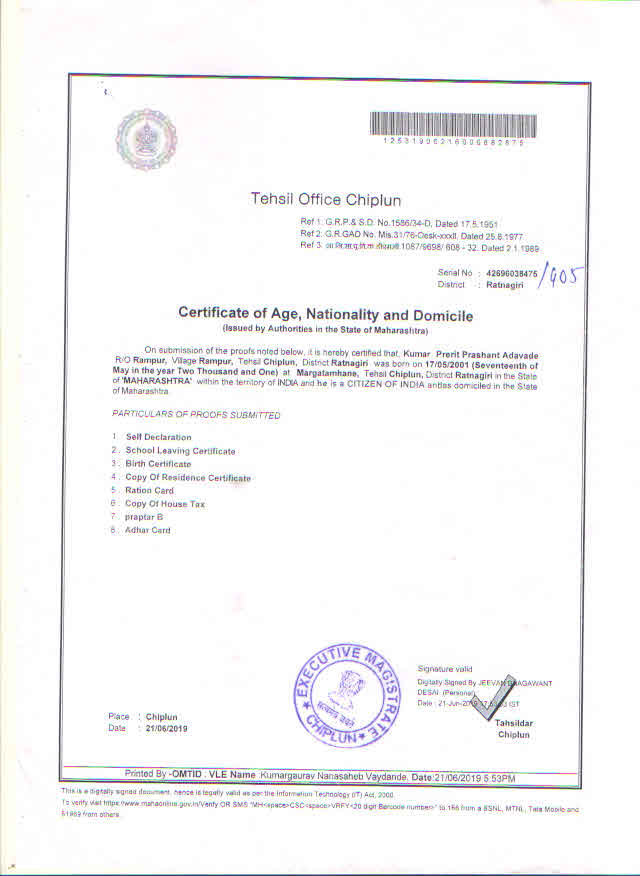 12531906216006682875
Tehsil Office Chiplun
Ref 1. G.R.P.& S.D. No.1586/34-D, Dated 17.5.1951
Ref 2. G.R.GAD No. Mis.31/76-Desk-xxxII, Dated 25.8.1977
Ref 3. 1087/9698/ 608 - 32, Dated 2.1.1989
Serial No : 42696038475 /905
District : Ratnagiri
Certificate of Age, Nationality and Domicile
(Issued by Authorities in the State of Maharashtra)
On submission of the proofs noted below, it is hereby certified that, Kumar Prerit Prashant Adavade
R/O Rampur, Village Rampur, Tehsil Chiplun, District Ratnagiri was born on 17/05/2001 (Seventeenth of
May in the year Two Thousand and One) at Margatamhane, Tehsil Chiplun, District Ratnagiri in the State
of 'MAHARASHTRA' within the territory of INDIA and he is a CITIZEN OF INDIA and is domiciled in the State
of Maharashtra.
PARTICULARS OF PROOFS SUBMITTED
1 . Self Declaration
2 . School Leaving Certificate
3 . Birth Certificate
4 . Copy Of Residence Certificate
5 . Ration Card
6 . Copy Of House Tax
7 . praptar B
8 . Adhar Card
EXECUTIVE MAGISTRATE
सत्यमेव जयते
CHIPLUN
Signature valid
Digitally Signed By JEEVAN BHAGAWANT
DESAI (Personal)
Date : 21-Jun-2019 IST
Tahsildar
Chiplun
Place : Chiplun
Date : 21/06/2019
Printed By -OMTID : VLE Name :Kumargaurav Nanasaheb Vaydande. Date:21/06/2019 5:53PM
This is a digitally signed document, hence is legally valid as per the Information Technology (IT) Act, 2000.
To verify visit https://www.mahaonline.gov.in/Verify OR SMS "MH<space>CSC<space>VRFY<20 digit Barcode number>" to 166 from a BSNL, MTNL, Tata Mobile and
51969 from others.